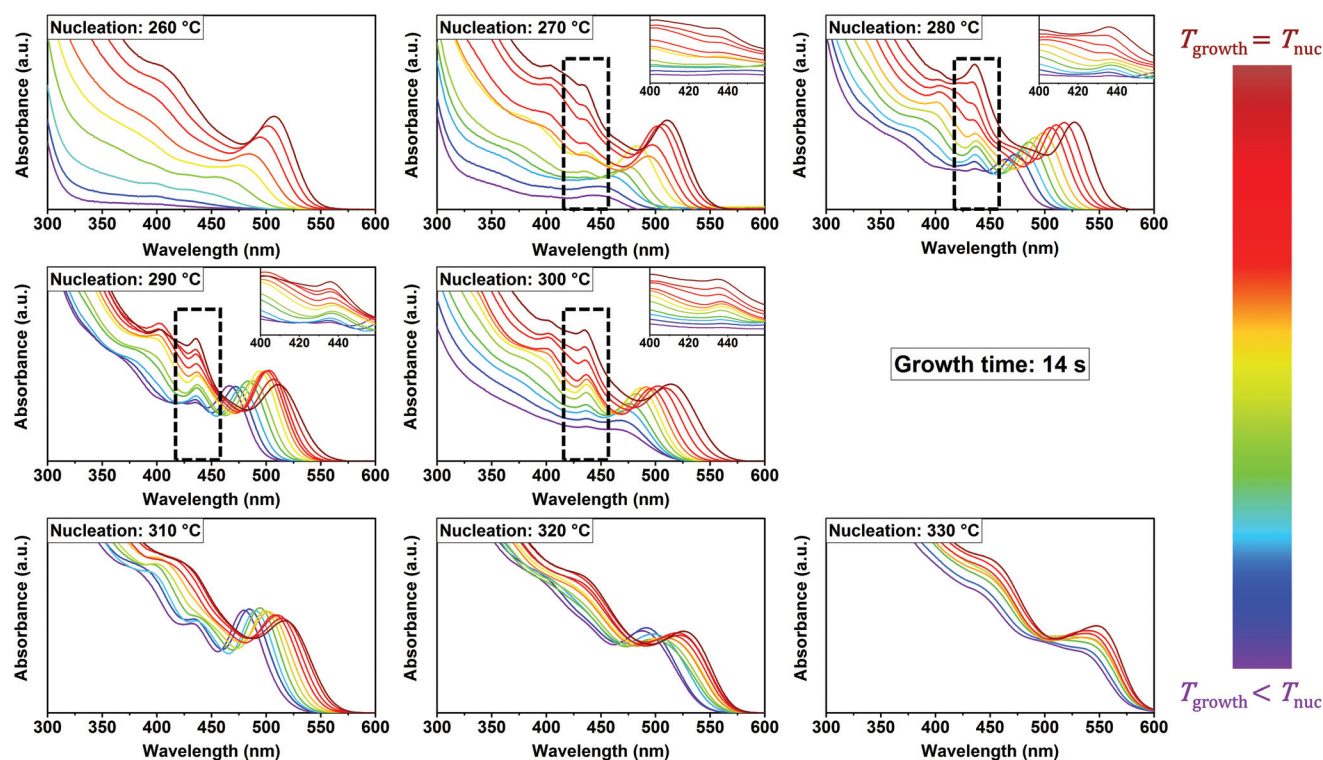 Nucleation: 260 °C
Absorbance (a.u.)
300 350 400 450 500 550 600
Wavelength (nm)
Nucleation: 270 °C
400 420 440
Absorbance (a.u.)
300 350 400 450 500 550 600
Wavelength (nm)
Nucleation: 280 °C
400 420 440
Absorbance (a.u.)
300 350 400 450 500 550 600
Wavelength (nm)
Tgrowth = Tnuc
Nucleation: 290 °C
400 420 440
Absorbance (a.u.)
300 350 400 450 500 550 600
Wavelength (nm)
Nucleation: 300 °C
400 420 440
Absorbance (a.u.)
300 350 400 450 500 550 600
Wavelength (nm)
Growth time: 14 s
Nucleation: 310 °C
Absorbance (a.u.)
300 350 400 450 500 550 600
Wavelength (nm)
Nucleation: 320 °C
Absorbance (a.u.)
300 350 400 450 500 550 600
Wavelength (nm)
Nucleation: 330 °C
Absorbance (a.u.)
300 350 400 450 500 550 600
Wavelength (nm)
Tgrowth < Tnuc